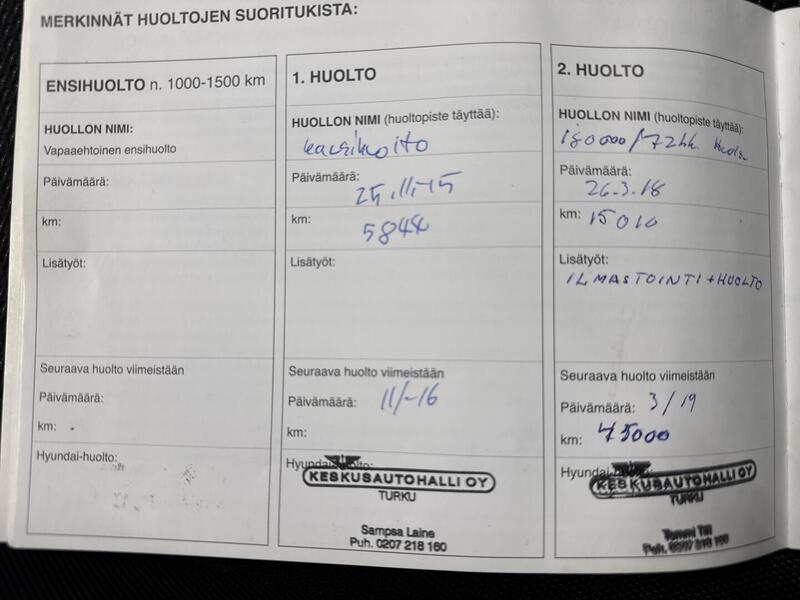 MERKINNÄT HUOLTOJEN SUORITUKISTA:
ENSIHUOLTO n. 1000-1500 km
HUOLLON NIMI:
Vapaaehtoinen ensihuolto
Päivämäärä:
km:
Lisätyöt:
Seuraava huolto viimeistään
Päivämäärä:
km:
Hyundai-huolto:
1. HUOLTO
HUOLLON NIMI (huoltopiste täyttää):
Päivämäärä:
25.11-15
km:
5844
Lisätyöt:
Seuraava huolto viimeistään
Päivämäärä: 11/-16
km:
Hyundai-huolto:
KESKUSAUTOHALLI OY
TURKU
Sampsa Laine
Puh. 0207 218 160
2. HUOLTO
HUOLLON NIMI (huoltopiste täyttää):
/72kk
Päivämäärä:
26.3.18
km: 15010
Lisätyöt:
ILMASTOINTI+HUOLTO
Seuraava huolto viimeistään
Päivämäärä: 3/19
km: 45000
Hyundai-huolto:
KESKUSAUTOHALLI OY
TURKU